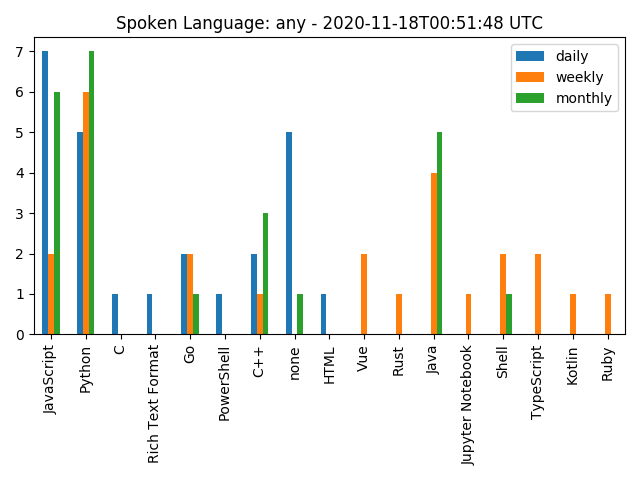 Spoken Language: any - 2020-11-18T00:51:48 UTC
daily
weekly
monthly
7
6
5
4
3
2
1
0
JavaScript
Python
C
Rich Text Format
Go
PowerShell
C++
none
HTML
Vue
Rust
Java
Jupyter Notebook
Shell
TypeScript
Kotlin
Ruby